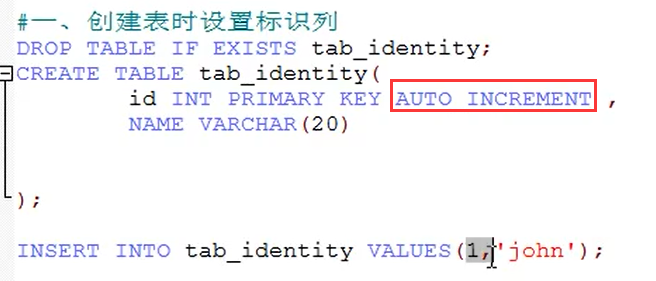 #一、创建表时设置标识列
DROP TABLE IF EXISTS tab_identity;
CREATE TABLE tab_identity(
id INT PRIMARY KEY AUTO_INCREMENT ,
NAME VARCHAR(20)
);
INSERT INTO tab_identity VALUES(1,'john');